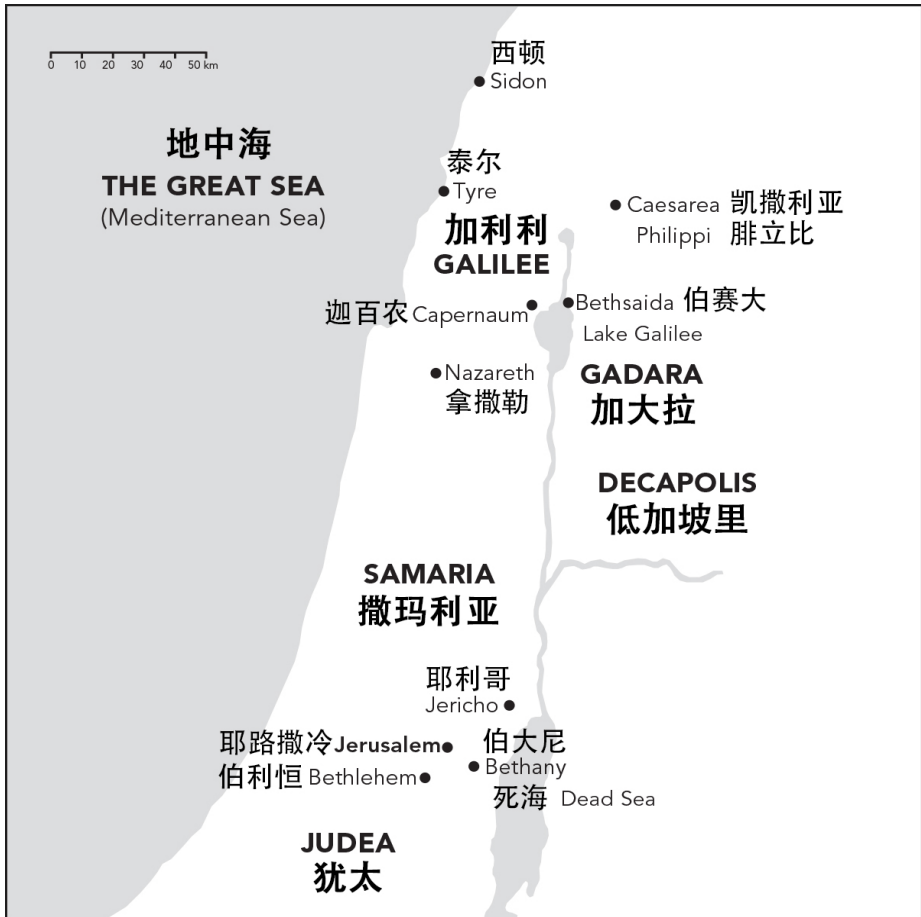 西顿
Sidon
0 10 20 30 40 50 km
地中海
THE GREAT SEA
(Mediterranean Sea)
泰尔
Tyre
Caesarea 凯撒利亚
Philippi 腓立比
加利利
GALILEE
迦百农 Capernaum
Bethsaida 伯赛大
Lake Galilee
Nazareth
拿撒勒
GADARA
加大拉
DECAPOLIS
低加坡里
SAMARIA
撒玛利亚
耶利哥
Jericho
耶路撒冷 Jerusalem
伯大尼
Bethany
伯利恒 Bethlehem
死海 Dead Sea
JUDEA
犹太